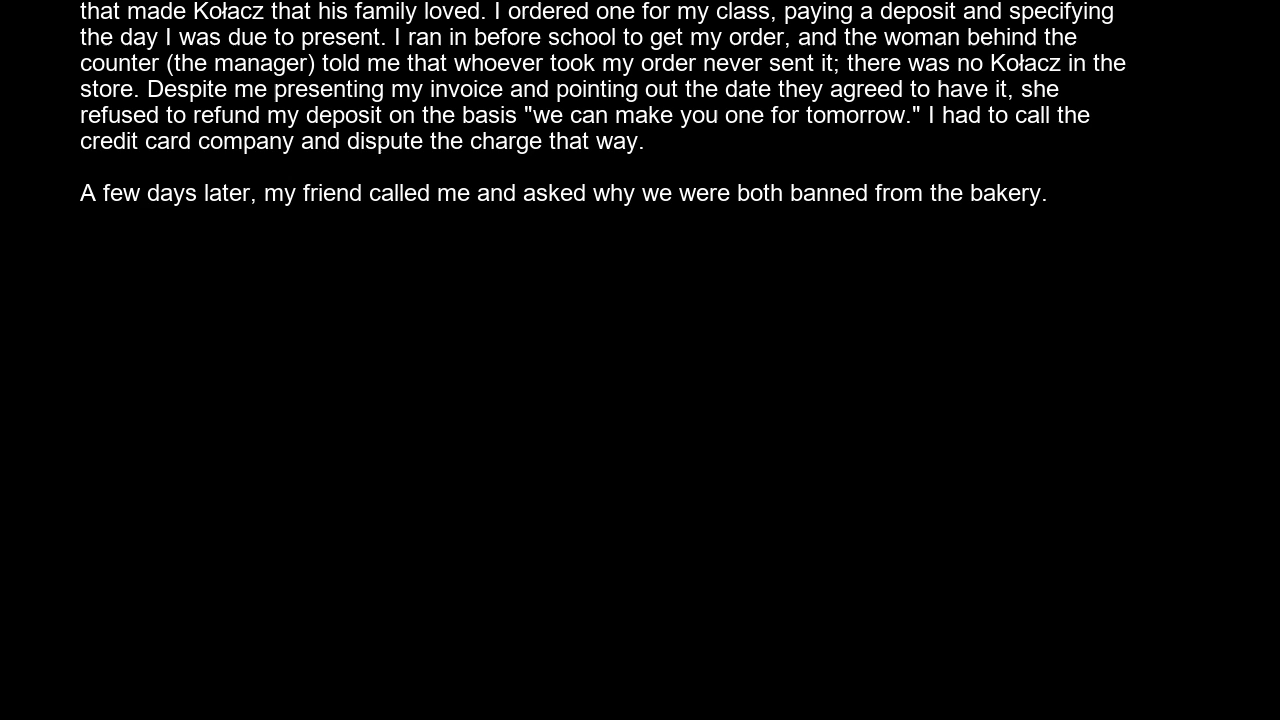 that made Kołacz that his family loved. I ordered one for my class, paying a deposit and specifying
the day I was due to present. I ran in before school to get my order, and the woman behind the
counter (the manager) told me that whoever took my order never sent it; there was no Kołacz in the
store. Despite me presenting my invoice and pointing out the date they agreed to have it, she
refused to refund my deposit on the basis "we can make you one for tomorrow." I had to call the
credit card company and dispute the charge that way.
A few days later, my friend called me and asked why we were both banned from the bakery.